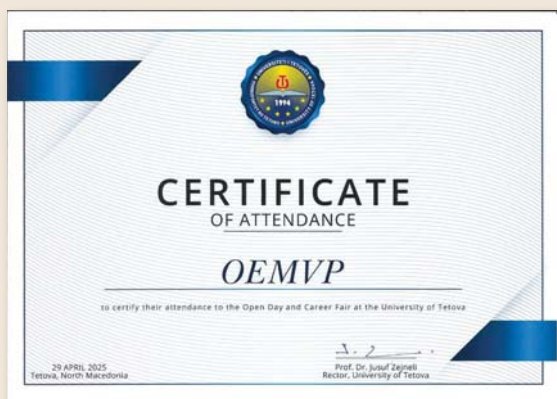 1994
CERTIFICATE
OF ATTENDANCE
OEMVP
to certify their attendance to the Open Day and Career Fair at the University of Tetova
29 APRIL 2025
Tetova, North Macedonia
Prof. Dr. Jusuf Zejneli
Rector, University of Tetova